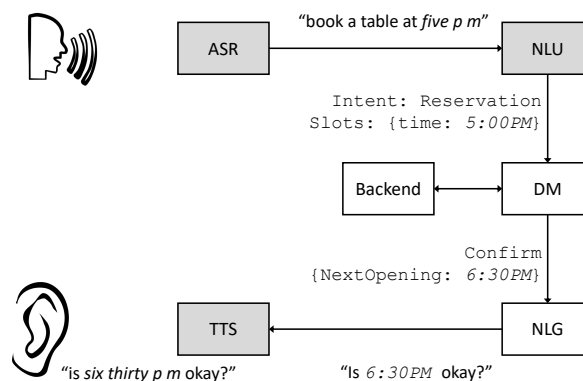 “book a table at five p m”
ASR
NLU
Intent: Reservation
Slots: {time: 5:00PM}
Backend
DM
Confirm
{NextOpening: 6:30PM}
TTS
NLG
“is six thirty p m okay?”
“Is 6:30PM okay?”